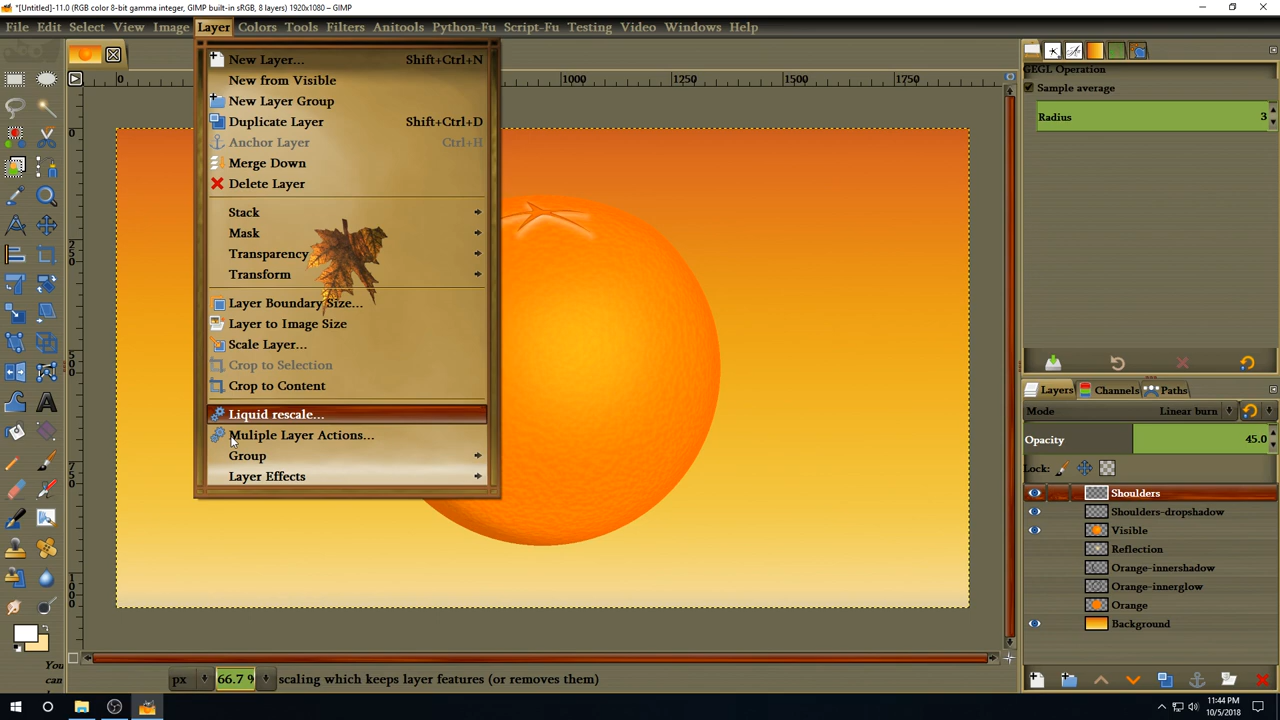 *[Untitled]-11.0 (RGB color 8-bit gamma integer, GIMP built-in sRGB, 8 layers) 1920x1080 – GIMP
File Edit Select View Image Layer Colors Tools Filters Anitools Python-Fu Script-Fu Testing Video Windows Help
0 1000 1250 1500 1750
New Layer... Shift+Ctrl+N
New from Visible
New Layer Group
Duplicate Layer Shift+Ctrl+D
Anchor Layer Ctrl+H
Merge Down
Delete Layer
Stack
Mask
Transparency
Transform
Layer Boundary Size...
Layer to Image Size
Scale Layer...
Crop to Selection
Crop to Content
Liquid rescale...
Muliple Layer Actions...
Group
Layer Effects
GEGL Operation
Sample average
Radius 3
Layers Channels Paths
Mode Linear burn
Opacity 45.0
Lock:
Shoulders
Shoulders-dropshadow
Visible
Reflection
Orange-innershadow
Orange-innerglow
Orange
Background
You
can
px 66.7 % scaling which keeps layer features (or removes them)
11:44 PM
10/5/2018